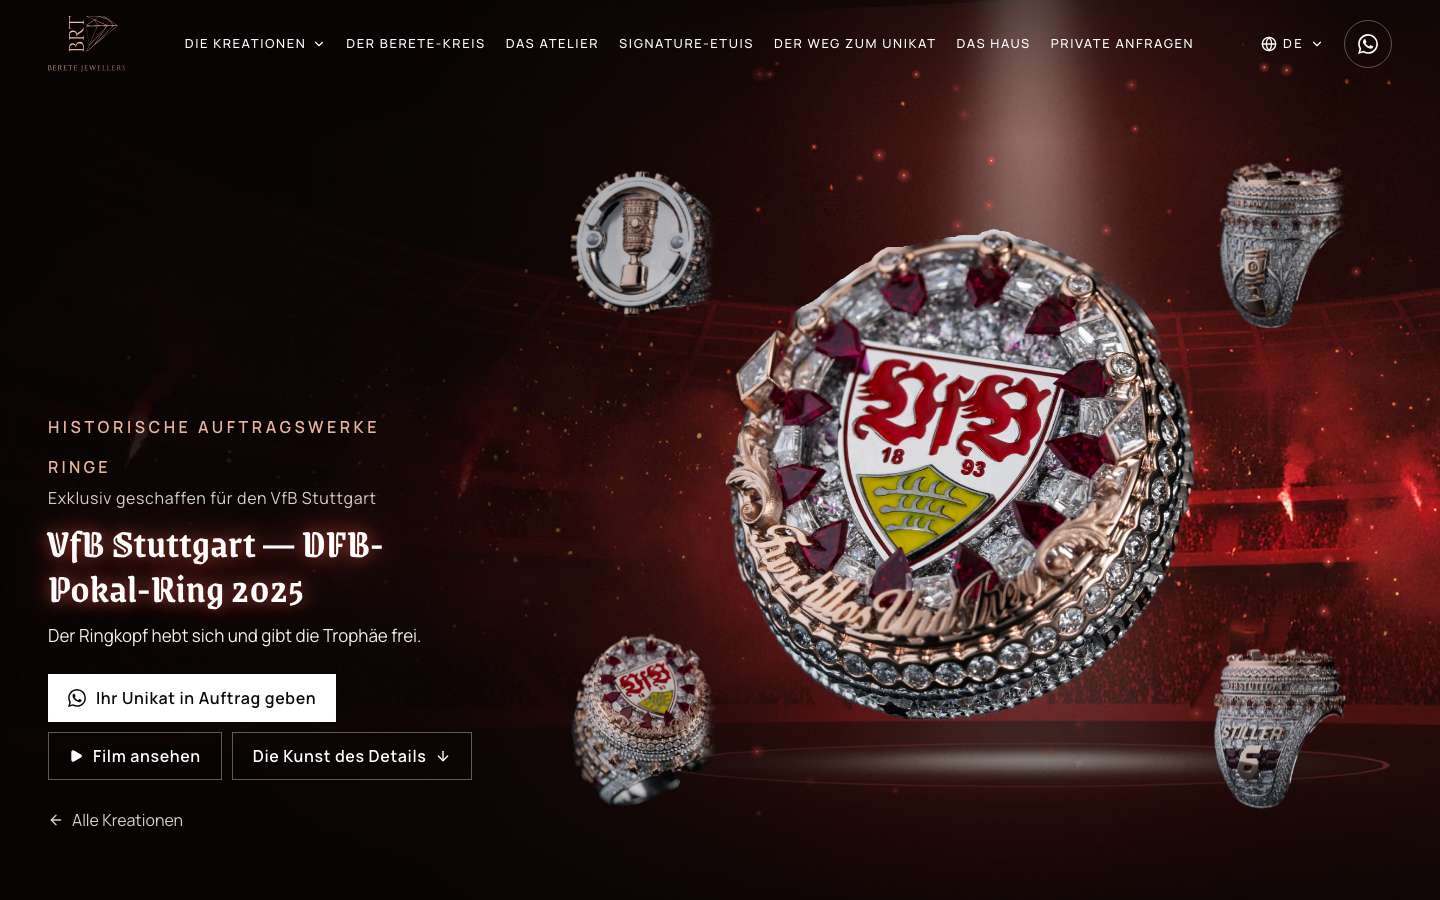 BRT
BERETE JEWELLERS
DIE KREATIONEN
DER BERETE-KREIS
DAS ATELIER
SIGNATURE-ETUIS
DER WEG ZUM UNIKAT
DAS HAUS
PRIVATE ANFRAGEN
DE
VfB
18 93
Furchtlos Und Treu
HISTORISCHE AUFTRAGSWERKE
RINGE
Exklusiv geschaffen für den VfB Stuttgart
VfB Stuttgart — DFB-
Pokal-Ring 2025
Der Ringkopf hebt sich und gibt die Trophäe frei.
Ihr Unikat in Auftrag geben
Film ansehen
Die Kunst des Details
Alle Kreationen
VfB
STILLER
6